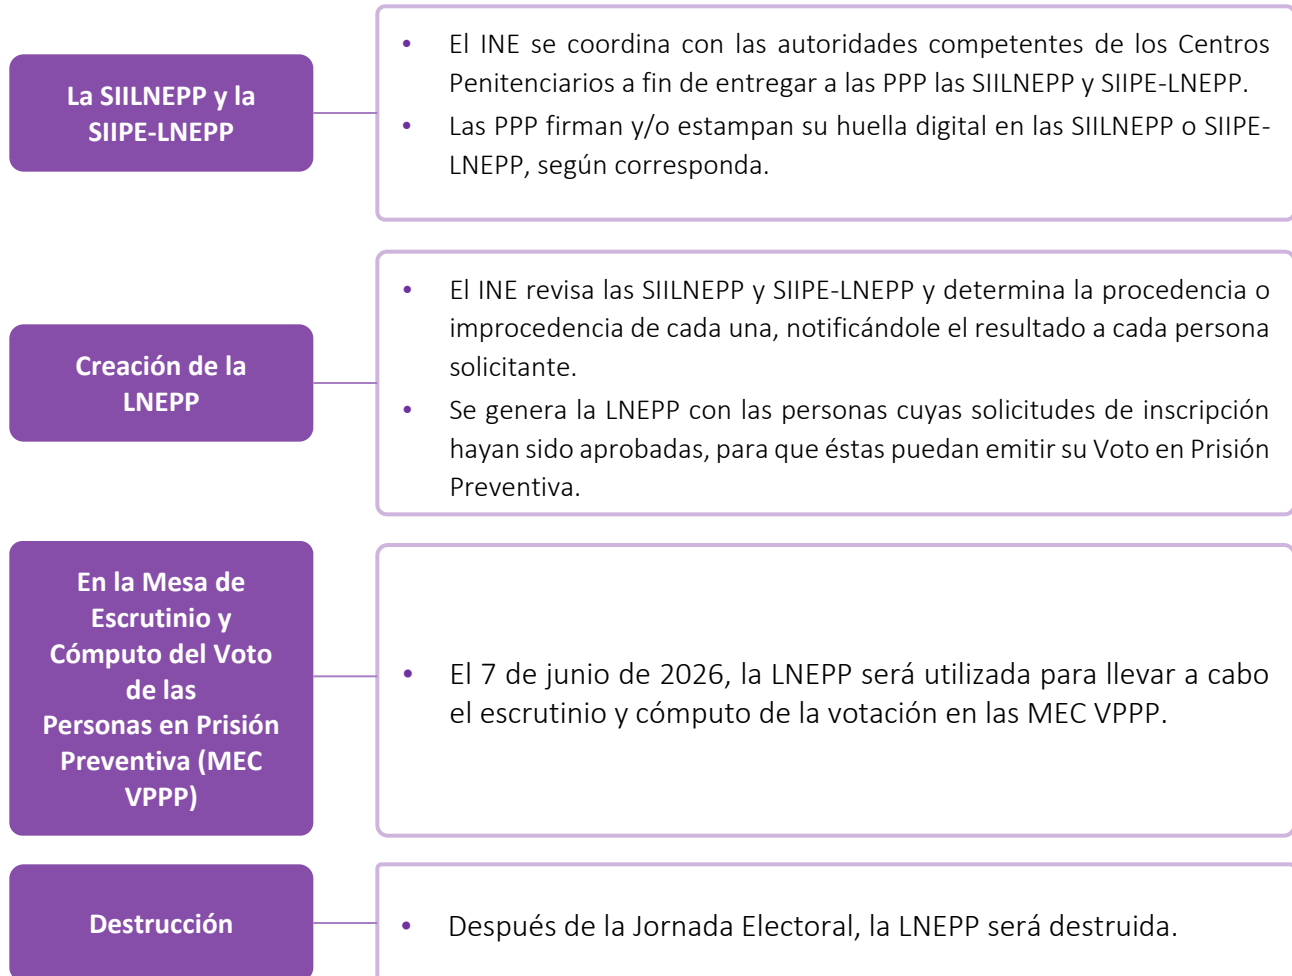 La SIILNEPP y la
SIIPE-LNEPP
• El INE se coordina con las autoridades competentes de los Centros
Penitenciarios a fin de entregar a las PPP las SIILNEPP y SIIPE-LNEPP.
• Las PPP firman y/o estampan su huella digital en las SIILNEPP o SIIPE-
LNEPP, según corresponda.
Creación de la
LNEPP
• El INE revisa las SIILNEPP y SIIPE-LNEPP y determina la procedencia o
improcedencia de cada una, notificándole el resultado a cada persona
solicitante.
• Se genera la LNEPP con las personas cuyas solicitudes de inscripción
hayan sido aprobadas, para que éstas puedan emitir su Voto en Prisión
Preventiva.
En la Mesa de
Escrutinio y
Cómputo del Voto
de las
Personas en Prisión
Preventiva (MEC
VPPP)
• El 7 de junio de 2026, la LNEPP será utilizada para llevar a cabo
el escrutinio y cómputo de la votación en las MEC VPPP.
Destrucción
• Después de la Jornada Electoral, la LNEPP será destruida.